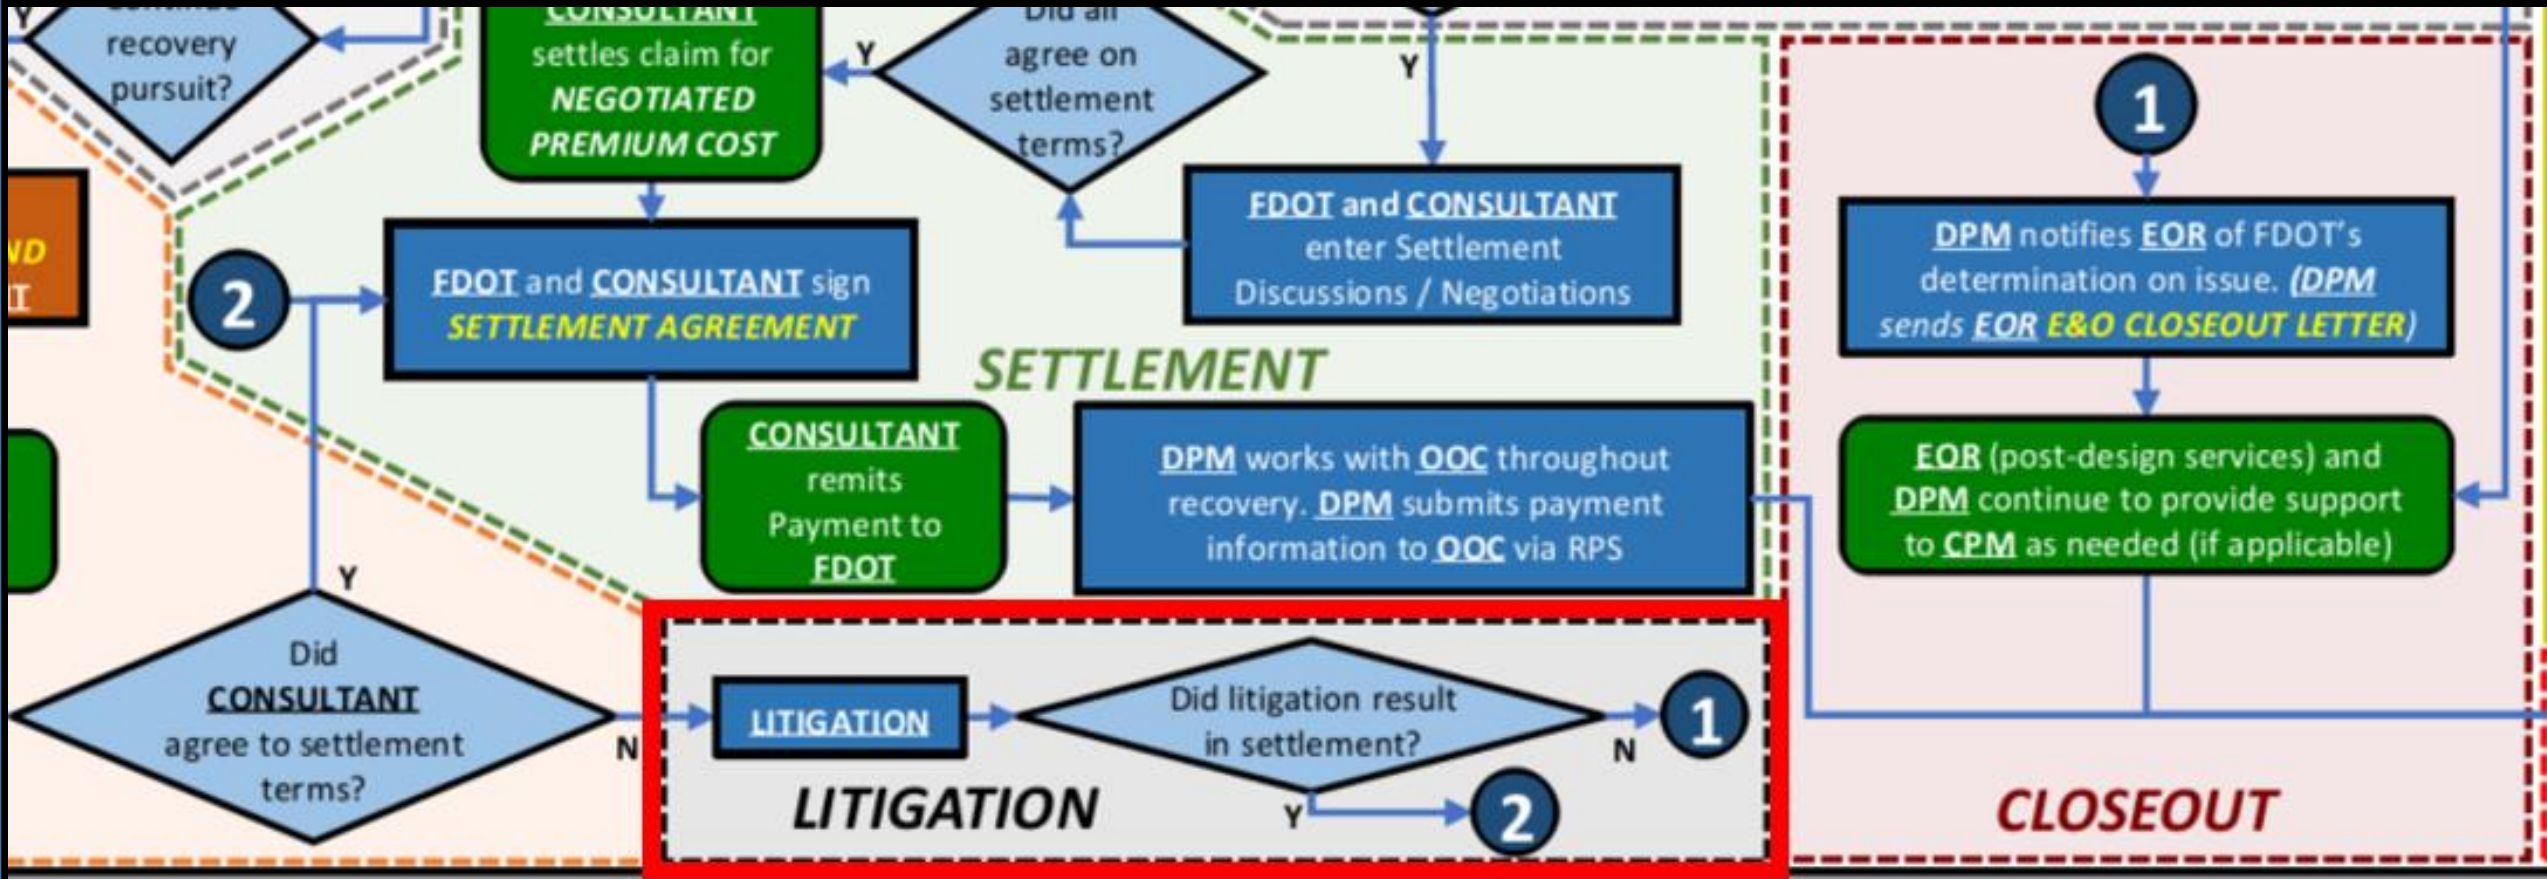 Y
recovery
pursuit?
CONSULTANT
settles claim for
NEGOTIATED
PREMIUM COST
Y
Did all
agree on
settlement
terms?
Y
FDOT and CONSULTANT
enter Settlement
Discussions / Negotiations
1
DPM notifies EOR of FDOT's
determination on issue. (DPM
sends EOR E&O CLOSEOUT LETTER)
2
FDOT and CONSULTANT sign
SETTLEMENT AGREEMENT
SETTLEMENT
CONSULTANT
remits
Payment to
FDOT
DPM works with OOC throughout
recovery. DPM submits payment
information to OOC via RPS
EOR (post-design services) and
DPM continue to provide support
to CPM as needed (if applicable)
Y
Did
CONSULTANT
agree to settlement
terms?
N
LITIGATION
Did litigation result
in settlement?
N
1
Y
2
LITIGATION
CLOSEOUT